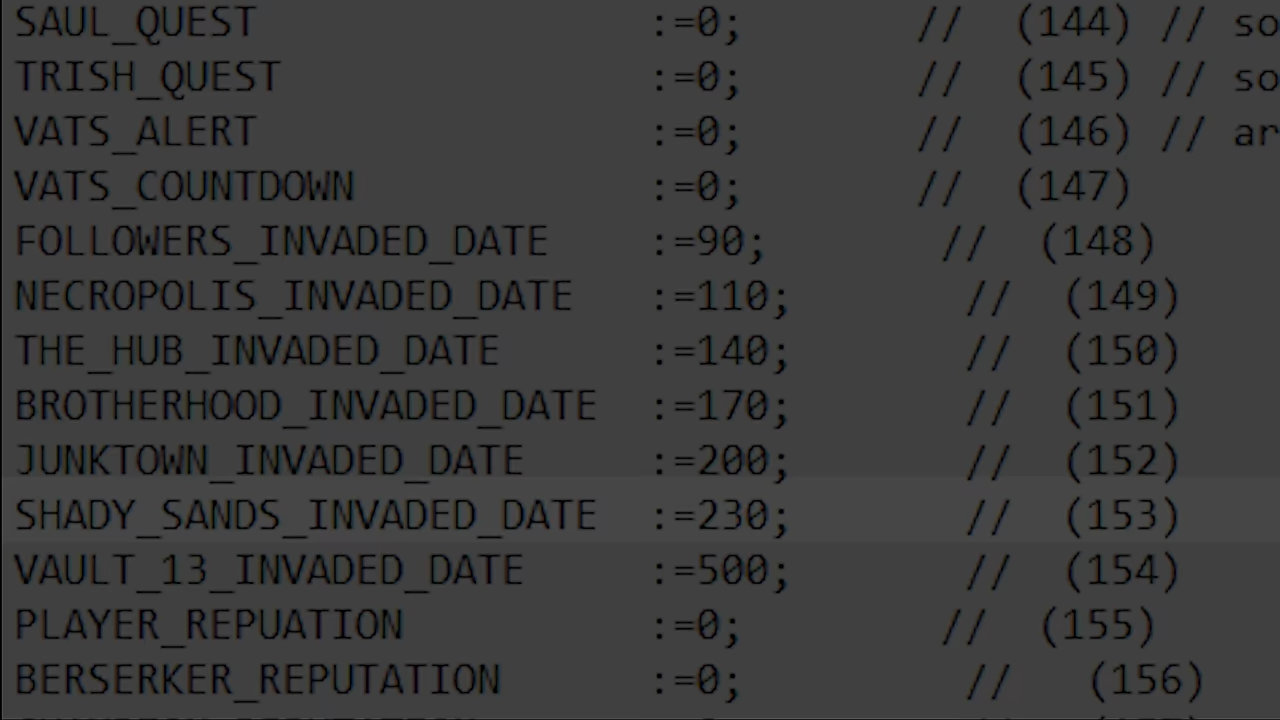 SAUL_QUEST :=0; // (144) // so
TRISH_QUEST :=0; // (145) // so
VATS_ALERT :=0; // (146) // ar
VATS_COUNTDOWN :=0; // (147)
FOLLOWERS_INVADED_DATE :=90; // (148)
NECROPOLIS_INVADED_DATE :=110; // (149)
THE_HUB_INVADED_DATE :=140; // (150)
BROTHERHOOD_INVADED_DATE :=170; // (151)
JUNKTOWN_INVADED_DATE :=200; // (152)
SHADY_SANDS_INVADED_DATE :=230; // (153)
VAULT_13_INVADED_DATE :=500; // (154)
PLAYER_REPUATION :=0; // (155)
BERSERKER_REPUTATION :=0; // (156)